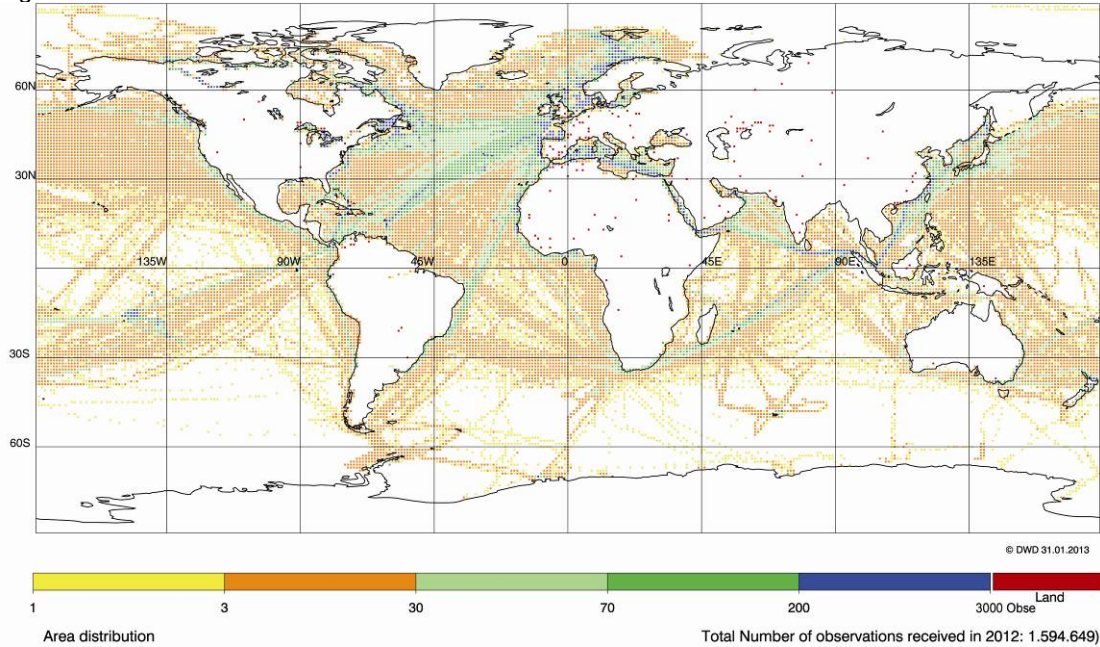 60N
30N
135W 90W 45W 0 45E 90E 135E
30S
60S
© DWD 31.01.2013
1 3 30 70 200 3000 Obse Land
Area distribution Total Number of observations received in 2012: 1.594.649)